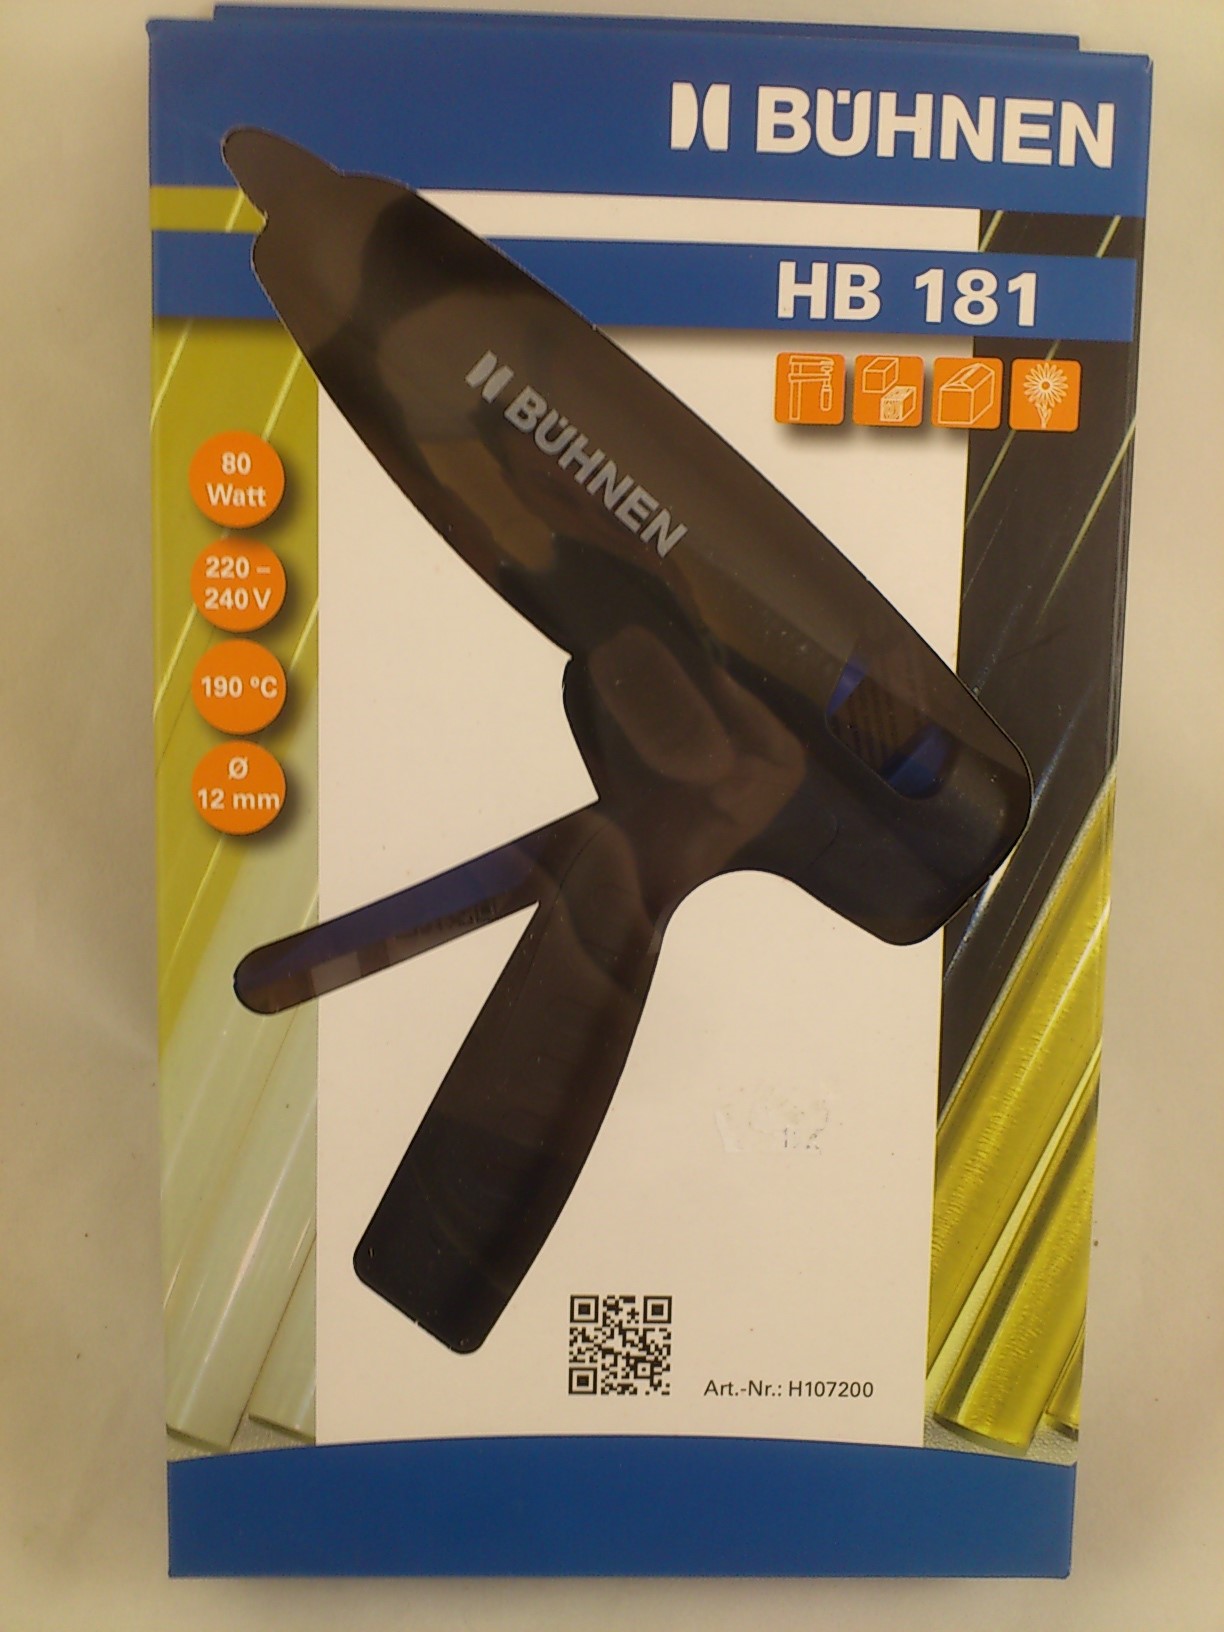 BÜHNEN
HB 181
BÜHNEN
80
Watt
220 –
240 V
190 °C
Ø
12 mm
Art.-Nr.: H107200